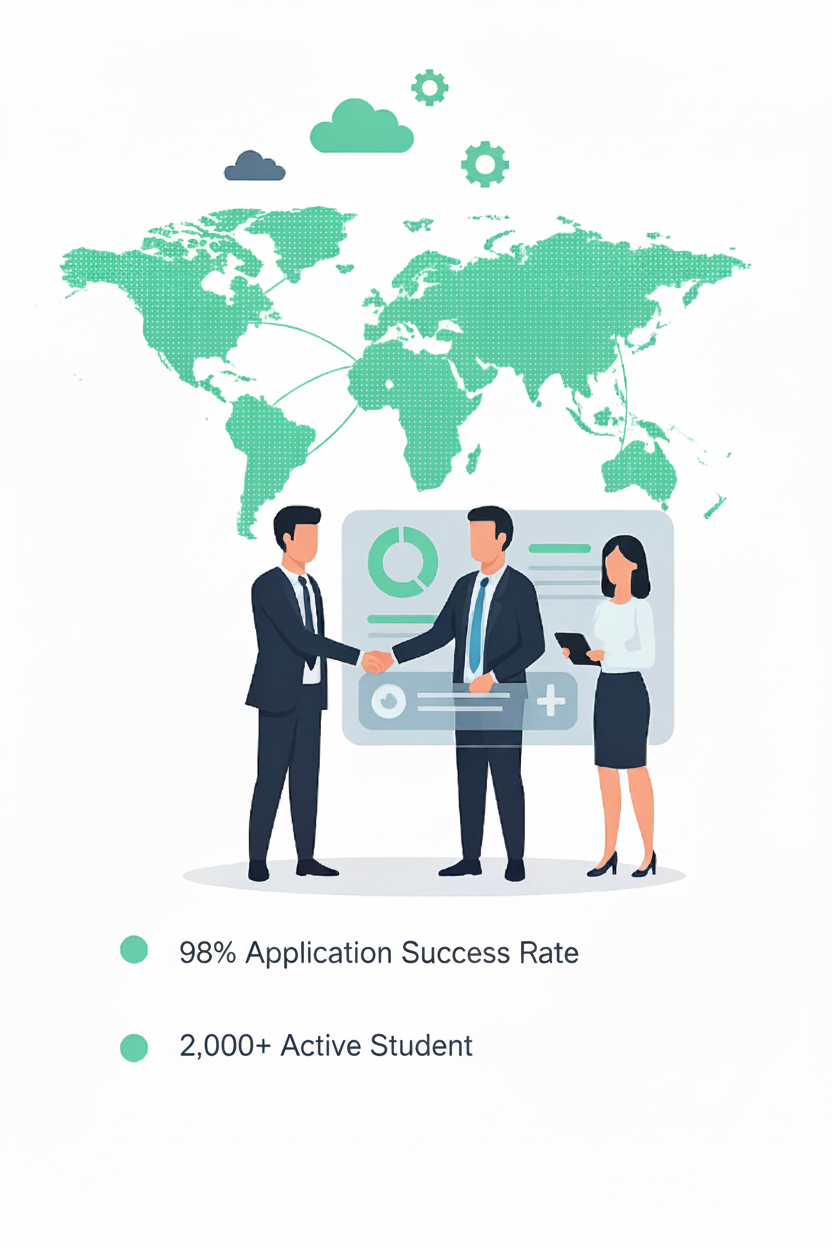 98% Application Success Rate
2,000+ Active Student